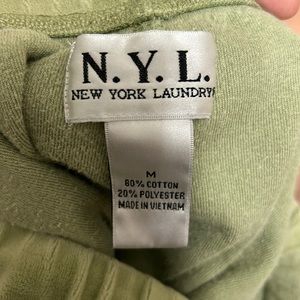 N.Y.L.
NEW YORK LAUNDRY
M
80% COTTON
20% POLYESTER
MADE IN VIETNAM